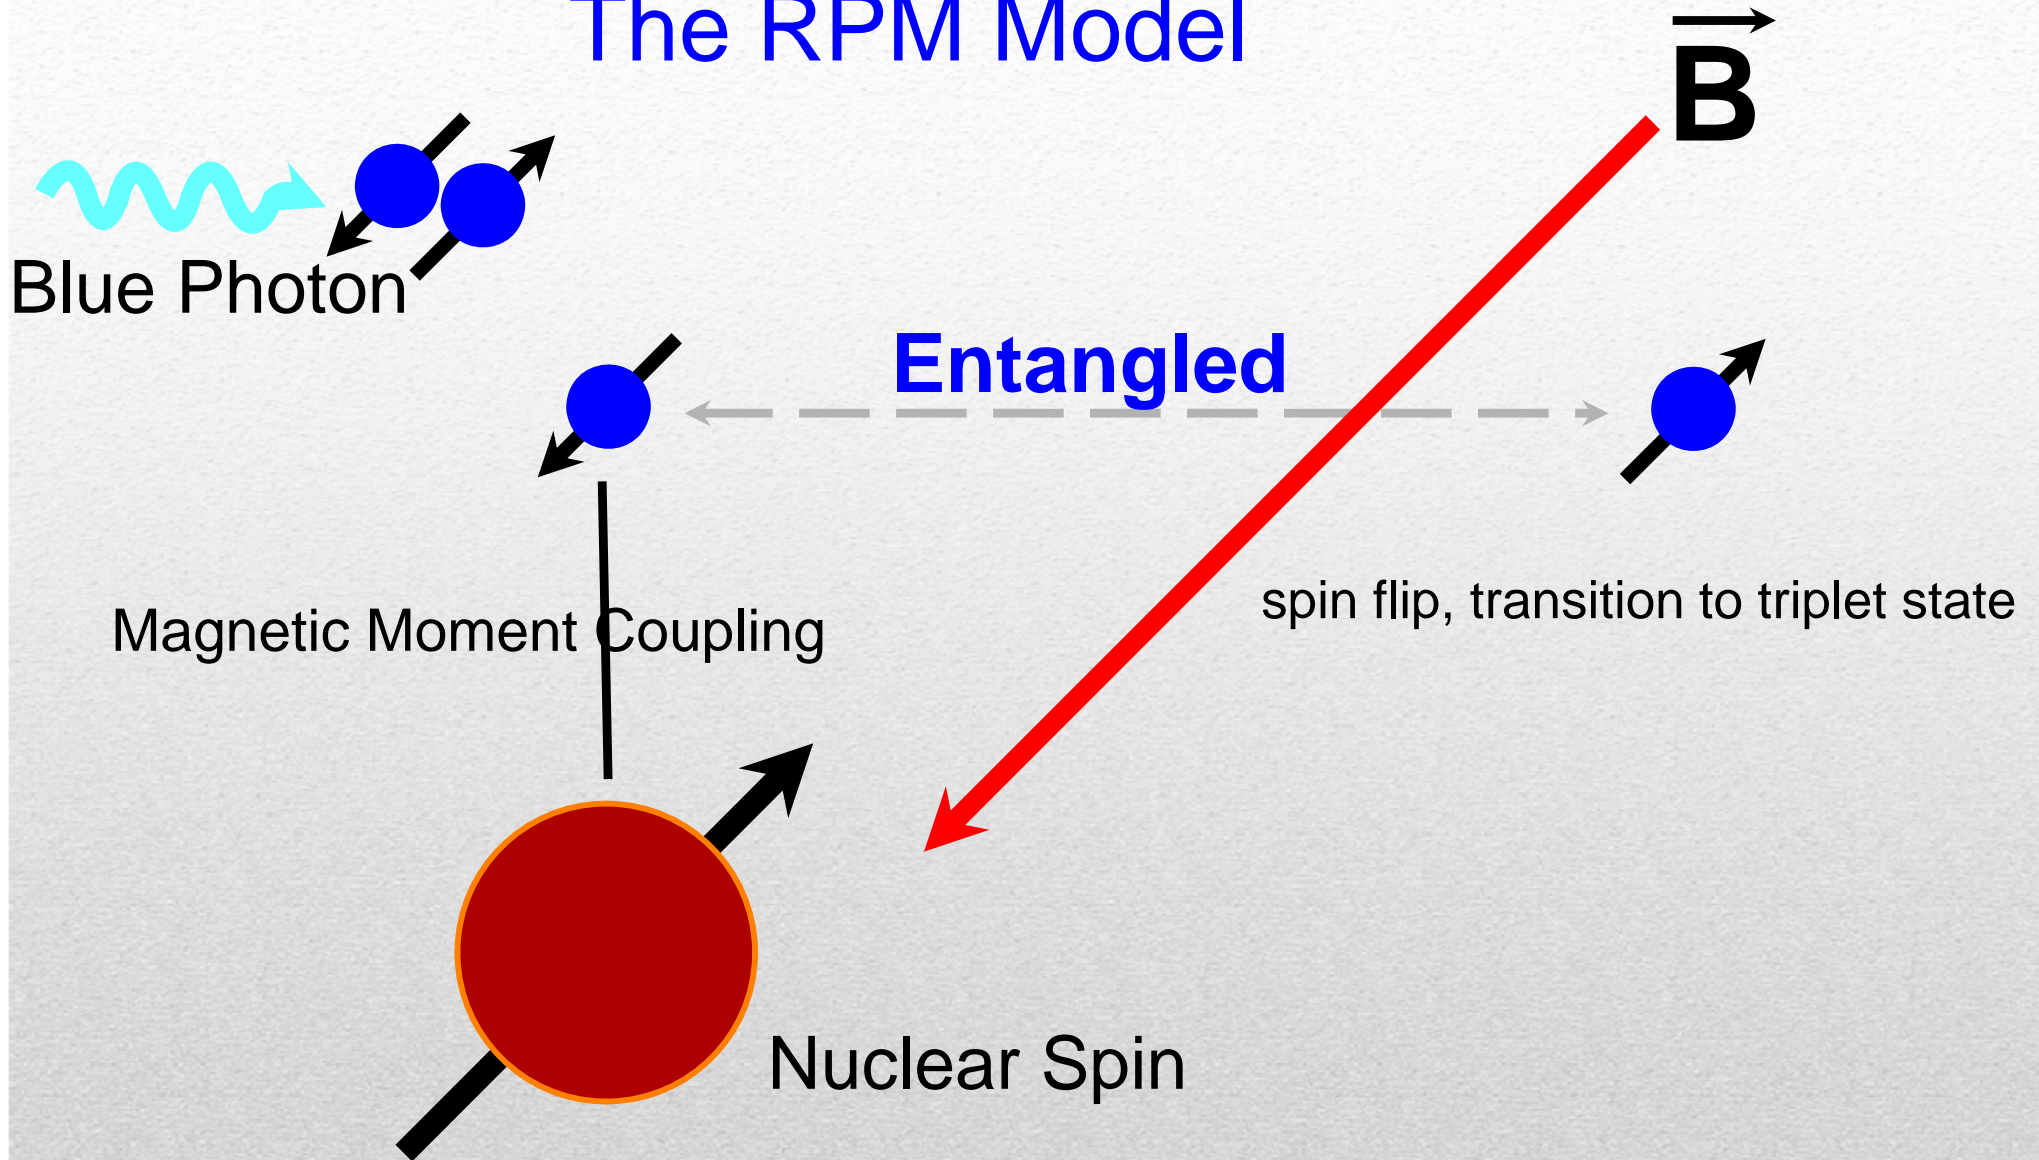 The RPM Model
B
Blue Photon
Entangled
spin flip, transition to triplet state
Magnetic Moment Coupling
Nuclear Spin